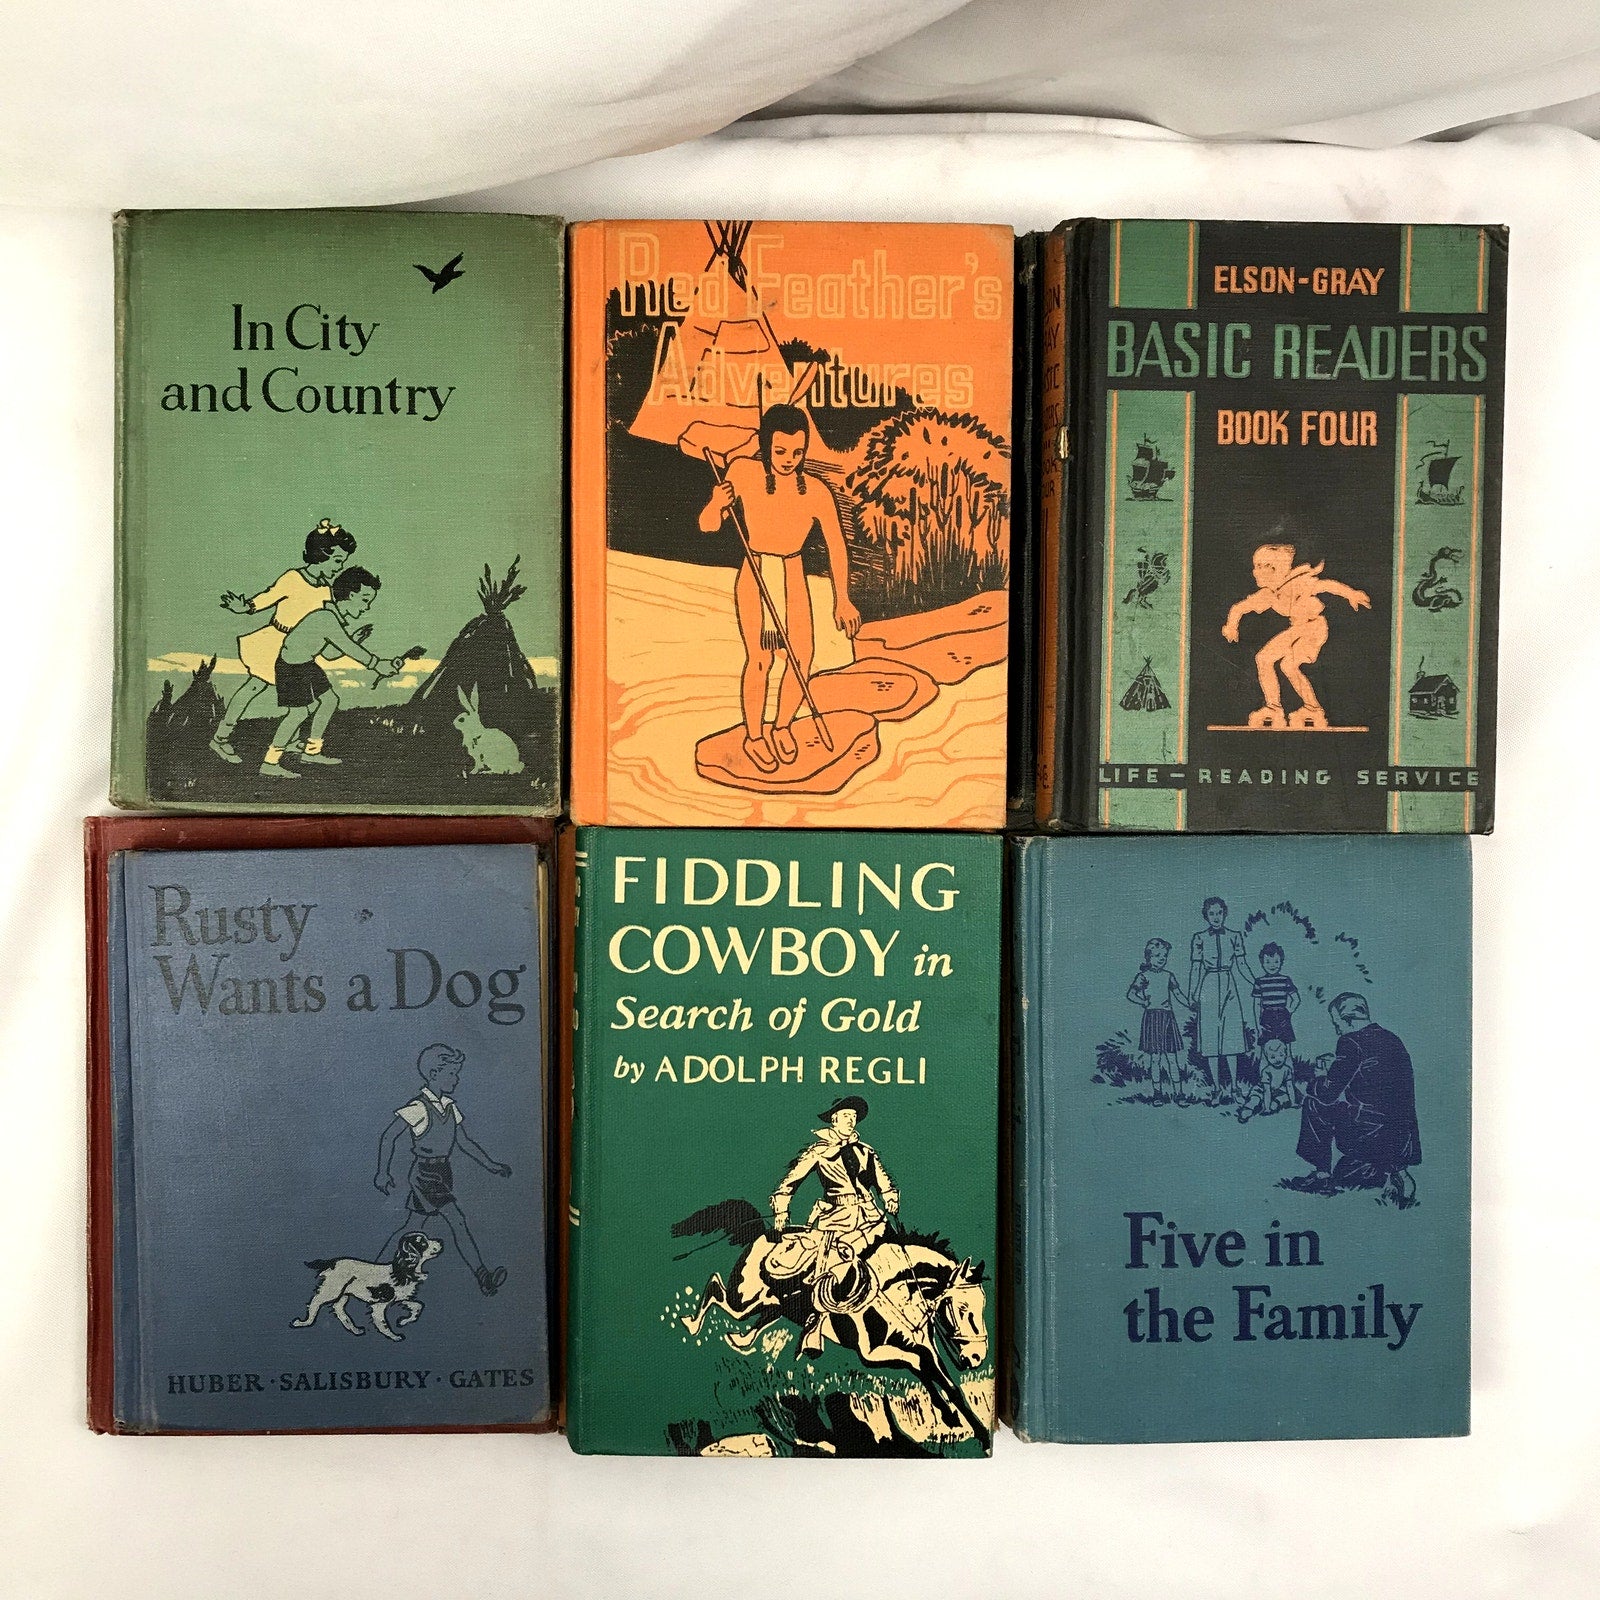 In City
and Country
Red Feather's
Adventures
ELSON-GRAY
BASIC READERS
BOOK FOUR
LIFE - READING SERVICE
Rusty
Wants a Dog
HUBER · SALISBURY · GATES
FIDDLING
COWBOY in
Search of Gold
by ADOLPH REGLI
Five in
the Family